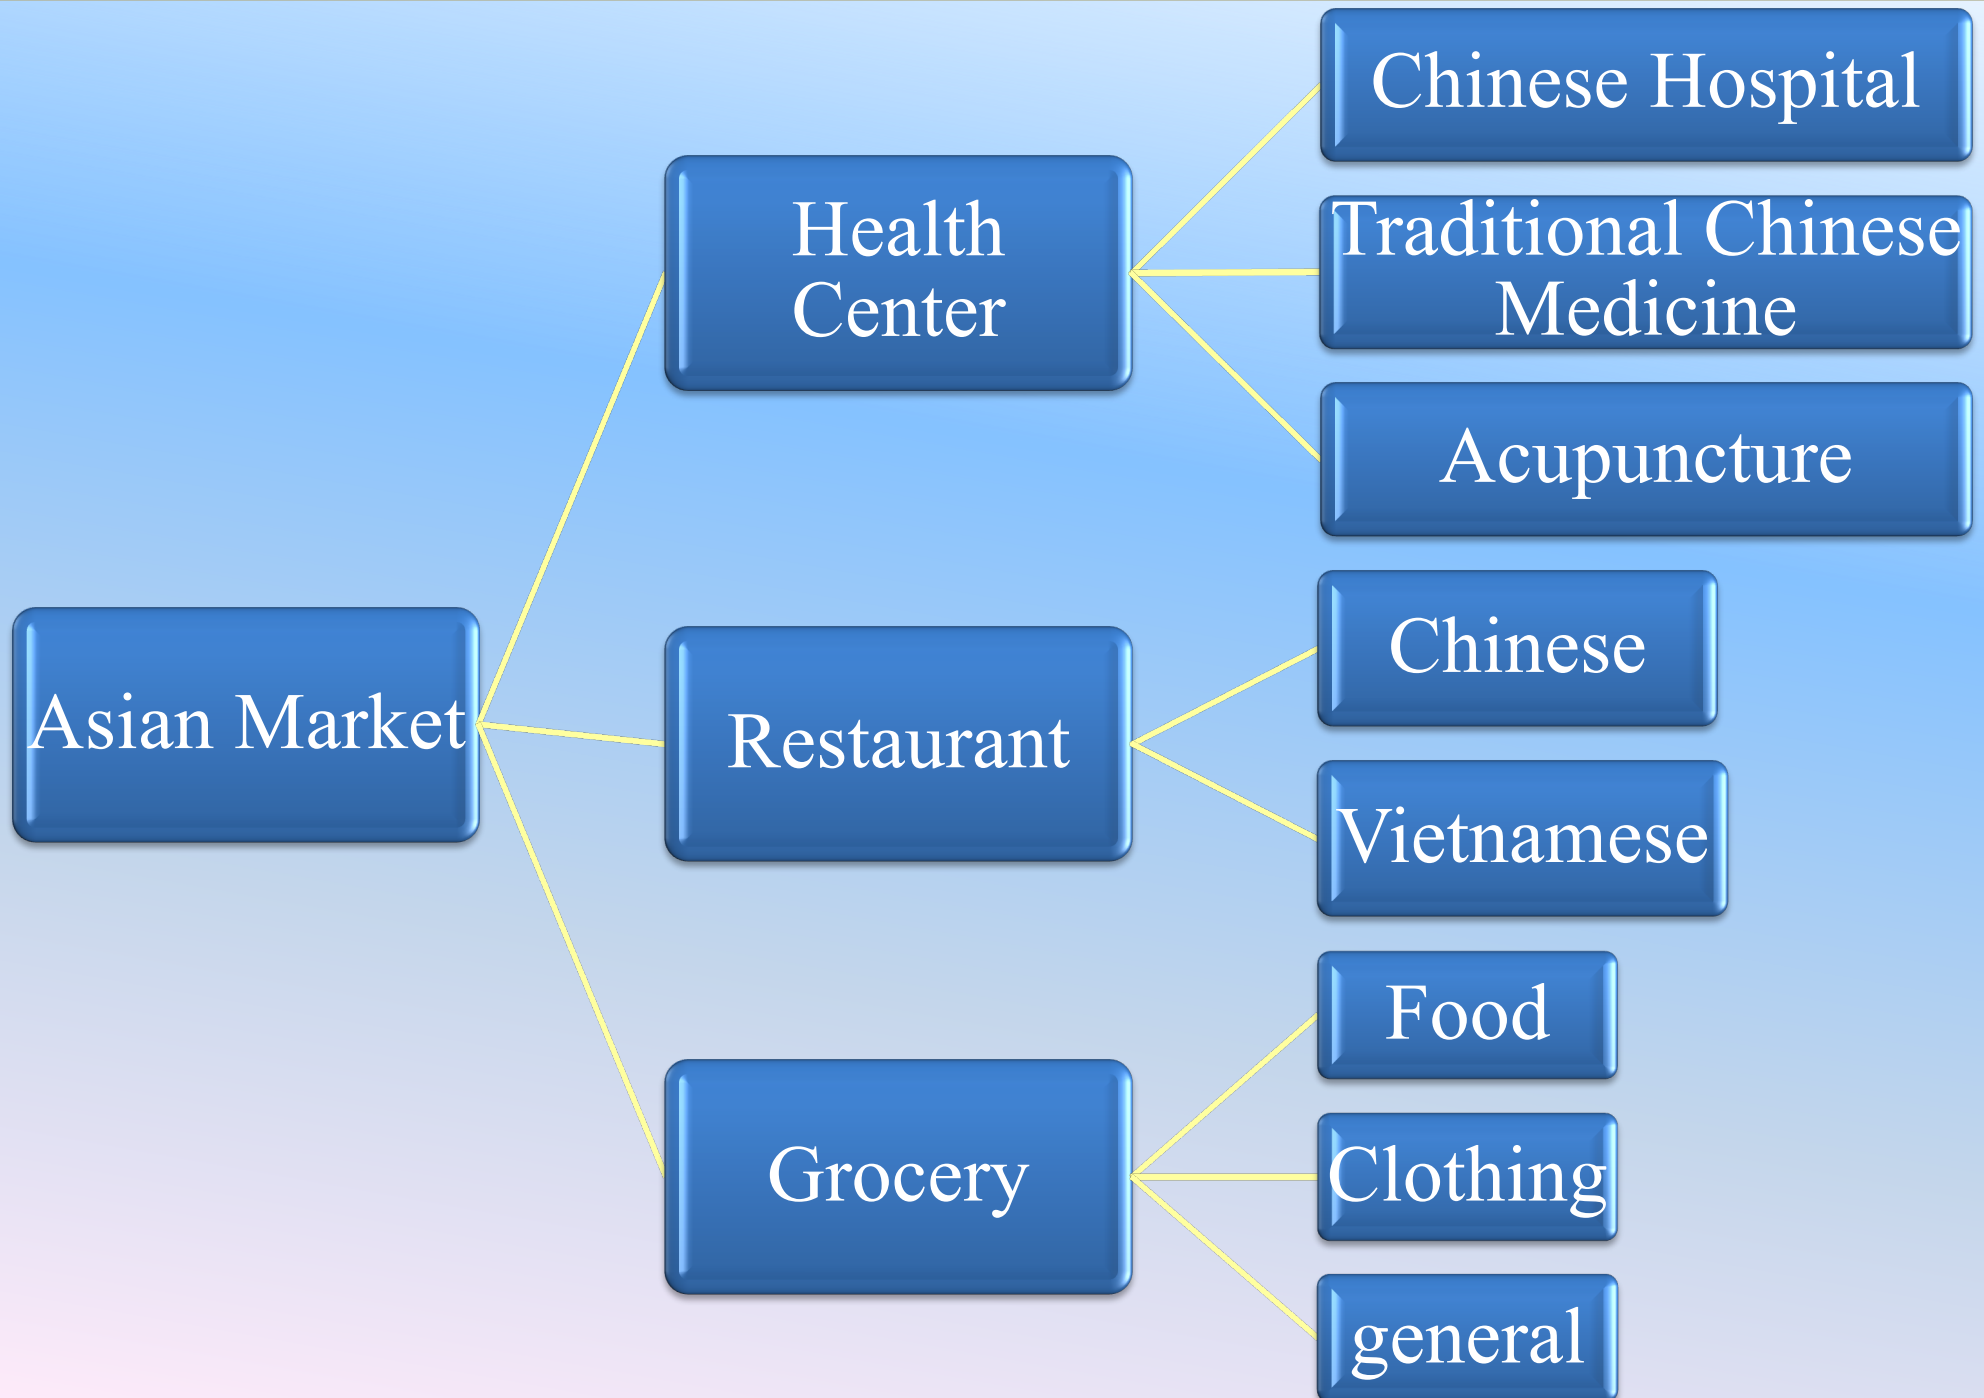 Asian Market
Health
Center
Restaurant
Grocery
Chinese Hospital
Traditional Chinese
Medicine
Acupuncture
Chinese
Vietnamese
Food
Clothing
general